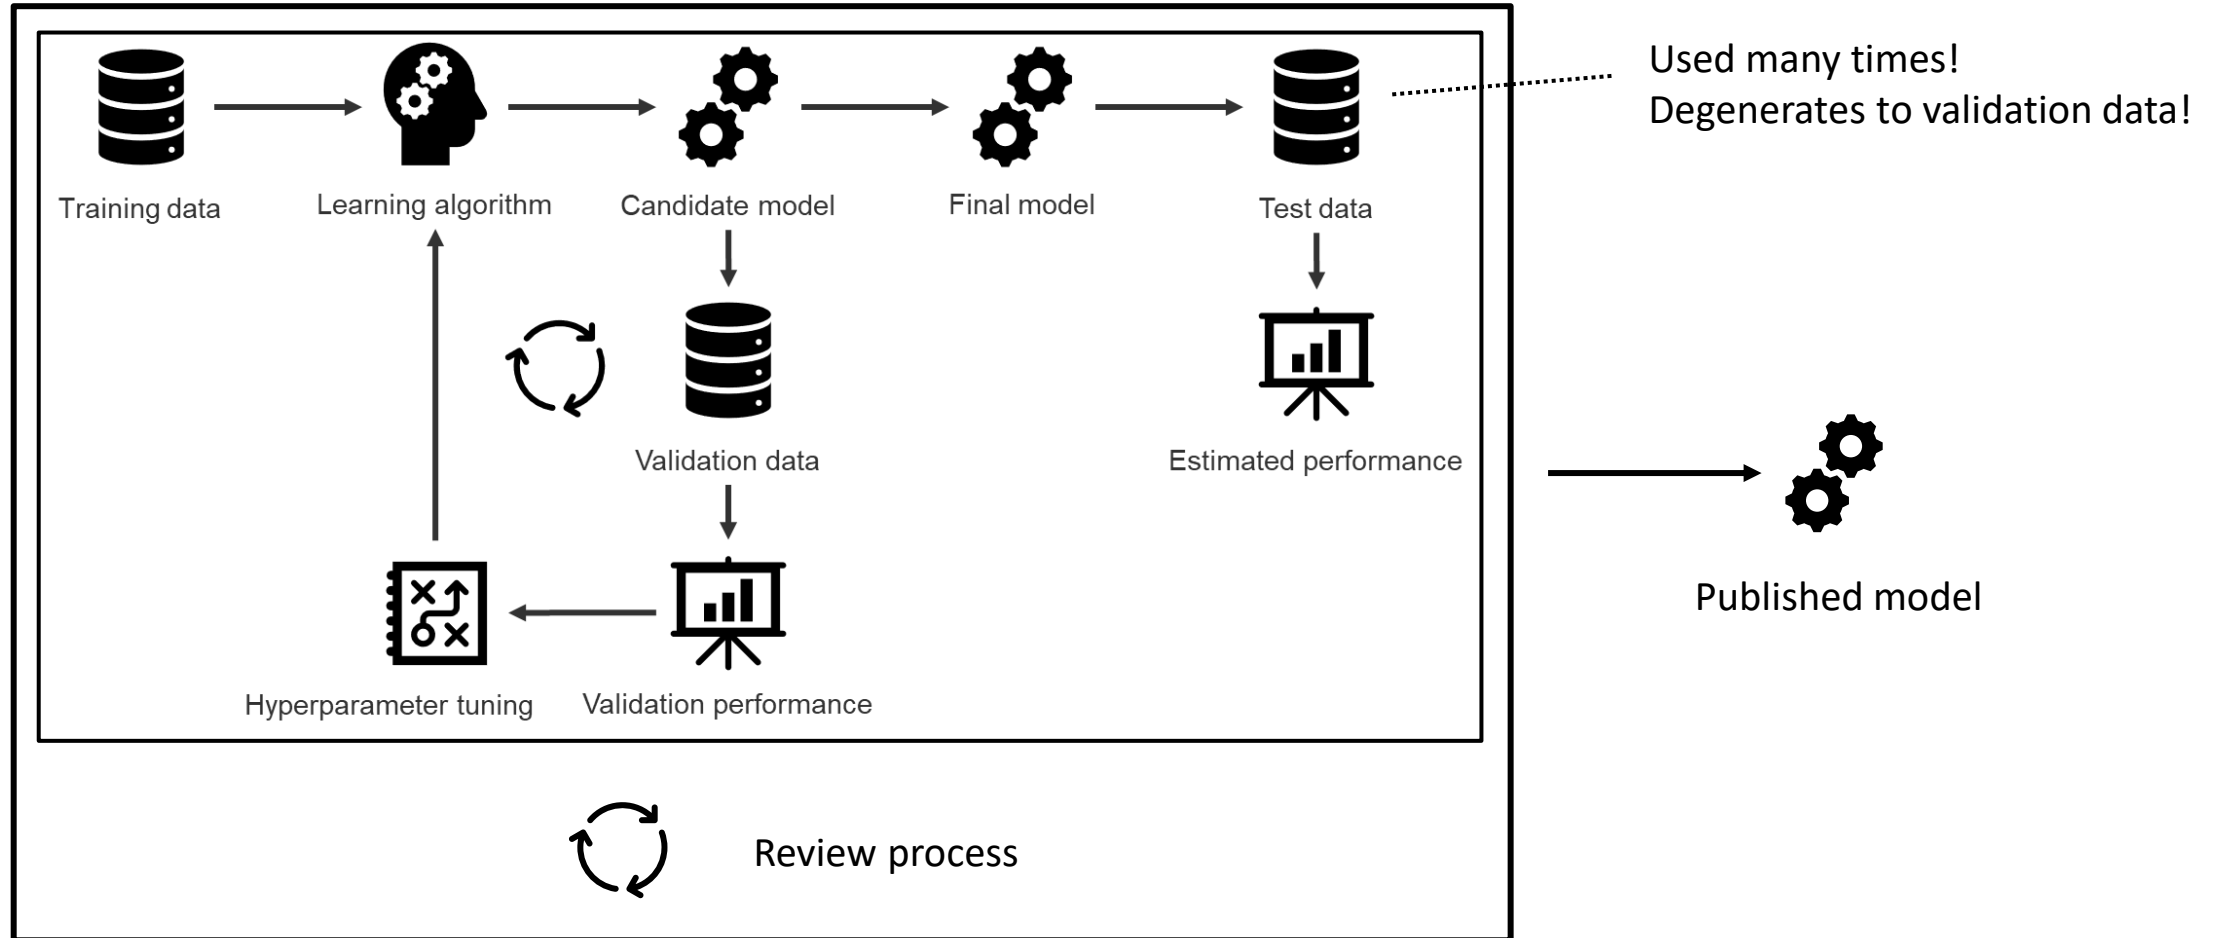 Used many times!
Degenerates to validation data!
Training data
Learning algorithm
Candidate model
Final model
Test data
Validation data
Estimated performance
Hyperparameter tuning
Validation performance
Published model
Review process